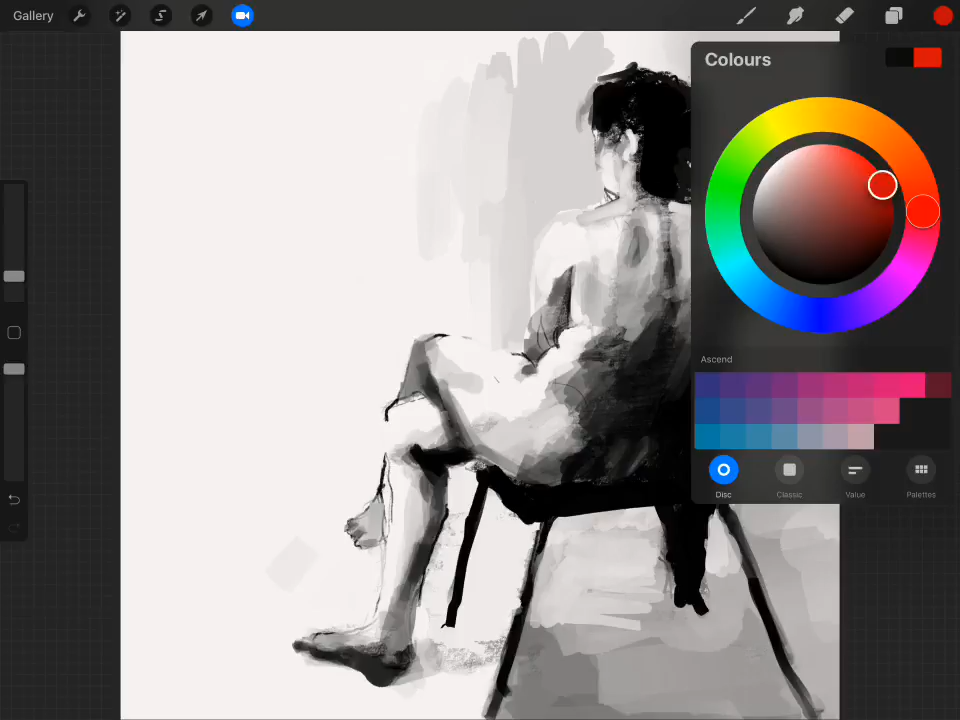 Gallery
Colours
Ascend
Disc
Classic
Value
Palettes